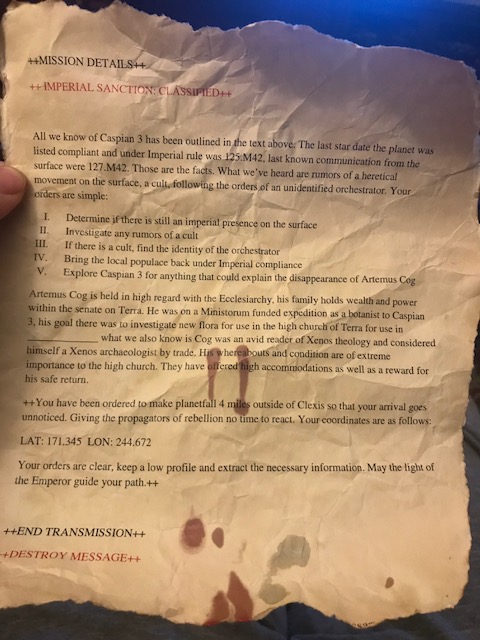 ++MISSION DETAILS++
++IMPERIAL SANCTION: CLASSIFIED++
All we know of Caspian 3 has been outlined in the text above: The last star date the planet was
listed compliant and under Imperial rule was 125.M42, last known communication from the
surface were 127.M42. Those are the facts. What we've heard are rumors of a heretical
movement on the surface, a cult, following the orders of an unidentified orchestrator. Your
orders are simple:
I. Determine if there is still an imperial presence on the surface
II. Investigate any rumors of a cult
III. If there is a cult, find the identity of the orchestrator
IV. Bring the local populace back under Imperial compliance
V. Explore Caspian 3 for anything that could explain the disappearance of Artemus Cog
Artemus Cog is held in high regard with the Ecclesiarchy, his family holds wealth and power
within the senate on Terra. He was on a Ministorum funded expedition as a botanist to Caspian
3, his goal there was to investigate new flora for use in the high church of Terra for use in
____________ what we also know is Cog was an avid reader of Xenos theology and considered
himself a Xenos archaeologist by trade. His whereabouts and condition are of extreme
importance to the high church. They have offered high accommodations as well as a reward for
his safe return.
++You have been ordered to make planetfall 4 miles outside of Clexis so that your arrival goes
unnoticed. Giving the propagators of rebellion no time to react. Your coordinates are as follows:
LAT: 171.345 LON: 244.672
Your orders are clear, keep a low profile and extract the necessary information. May the light of
the Emperor guide your path.++
++END TRANSMISSION++
+DESTROY MESSAGE++